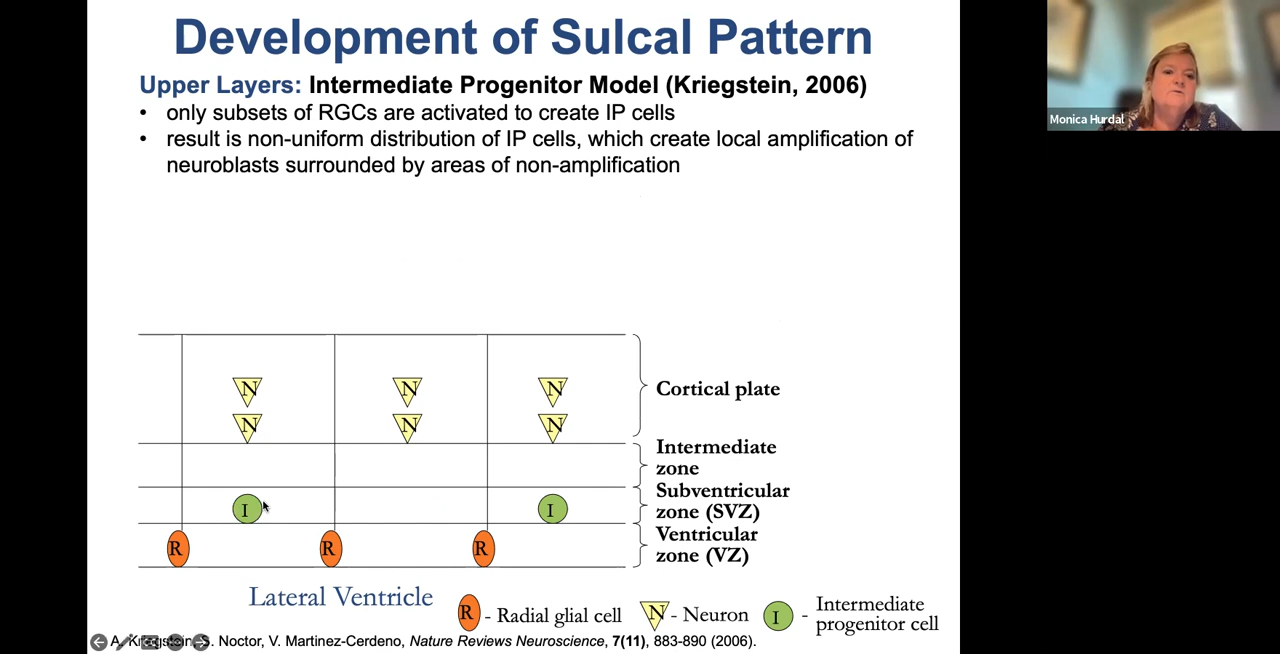 Development of Sulcal Pattern
Upper Layers: Intermediate Progenitor Model (Kriegstein, 2006)
• only subsets of RGCs are activated to create IP cells
• result is non-uniform distribution of IP cells, which create local amplification of
neuroblasts surrounded by areas of non-amplification
Monica Hurdal
N N N
N N N
Cortical plate
Intermediate
zone
I I
Subventricular
zone (SVZ)
R R R
Ventricular
zone (VZ)
Lateral Ventricle
R - Radial glial cell
N - Neuron
I - Intermediate
progenitor cell
A. Kriegstein, S. Noctor, V. Martinez-Cerdeno, Nature Reviews Neuroscience, 7(11), 883-890 (2006).